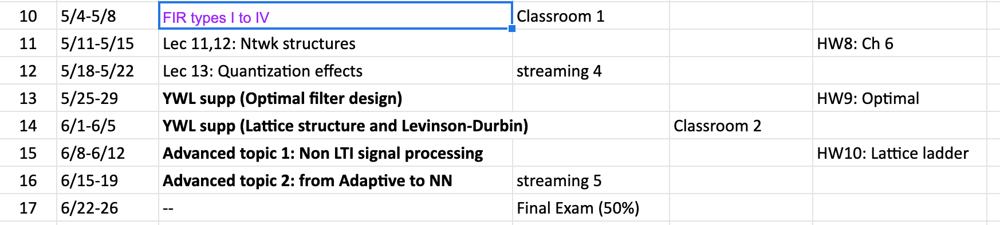 10 5/4-5/8 FIR types I to IV Classroom 1
11 5/11-5/15 Lec 11,12: Ntwk structures HW8: Ch 6
12 5/18-5/22 Lec 13: Quantization effects streaming 4
13 5/25-29 YWL supp (Optimal filter design) HW9: Optimal
14 6/1-6/5 YWL supp (Lattice structure and Levinson-Durbin) Classroom 2
15 6/8-6/12 Advanced topic 1: Non LTI signal processing HW10: Lattice ladder
16 6/15-19 Advanced topic 2: from Adaptive to NN streaming 5
17 6/22-26 -- Final Exam (50%)